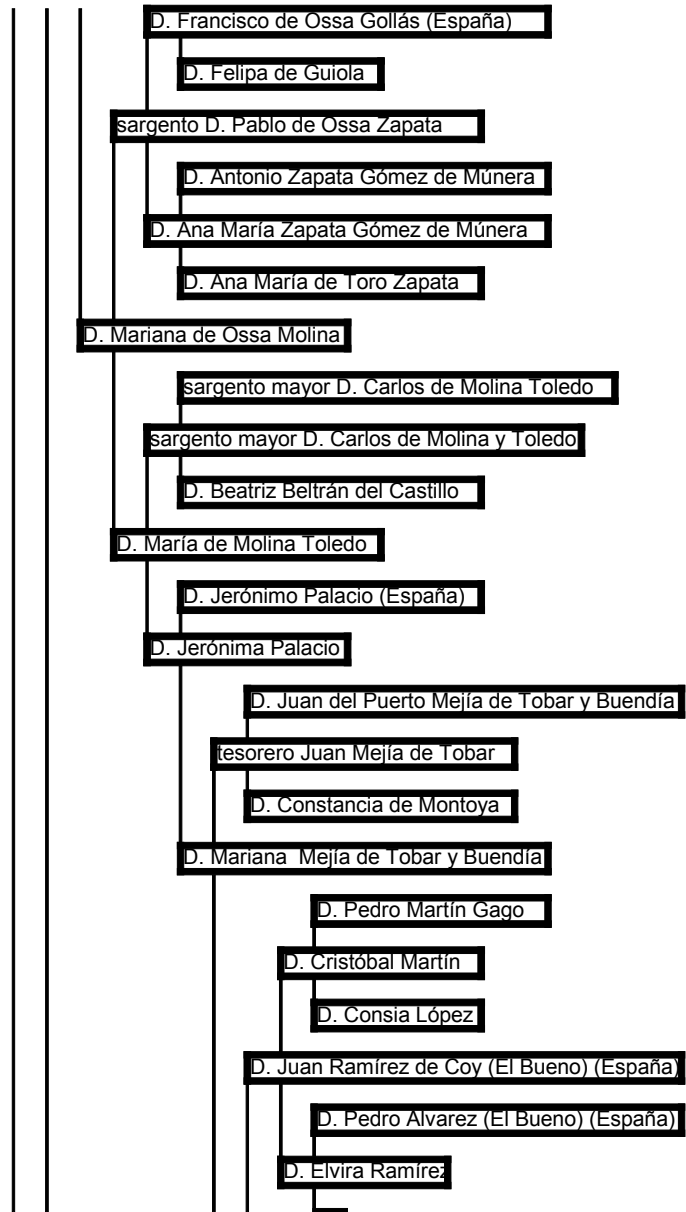 D. Francisco de Ossa Gollás (España)
D. Felipa de Guiola
sargento D. Pablo de Ossa Zapata
D. Antonio Zapata Gómez de Múnera
D. Ana María Zapata Gómez de Múnera
D. Ana María de Toro Zapata
D. Mariana de Ossa Molina
sargento mayor D. Carlos de Molina Toledo
sargento mayor D. Carlos de Molina y Toledo
D. Beatriz Beltrán del Castillo
D. María de Molina Toledo
D. Jerónimo Palacio (España)
D. Jerónima Palacio
D. Juan del Puerto Mejía de Tobar y Buendía
tesorero Juan Mejía de Tobar
D. Constancia de Montoya
D. Mariana  Mejía de Tobar y Buendía
D. Pedro Martín Gago
D. Cristóbal Martín
D. Consia López
D. Juan Ramírez de Coy (El Bueno) (España)
D. Pedro Alvarez (El Bueno) (España)
D. Elvira Ramírez